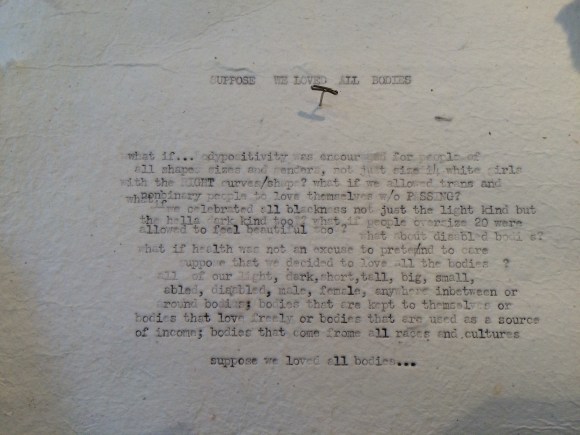 SUPPOSE WE LOVED ALL BODIES
what if... odypositivity was encouraged for people of
all shapes sizes and genders, not just size 14 white girls
with the RIGHT curves/shape? what if we allowed trans and
nonbinary people to love themselves w/o PASSING?
what if we celebrated all blackness not just the light kind but
the hella dark kind too? what if people oversize 20 were
allowed to feel beautiful too ? what about disabled bodies?
what if health was not an excuse to pretend to care
suppose that we decided to love all the bodies ?
all of our light, dark, short, tall, big, small,
abled, disabled, male, female, anywhere inbetween or
around bodies; bodies that are kept to themselves or
bodies that love freely or bodies that are used as a source
of income; bodies that come frome all races and cultures
suppose we loved all bodies...